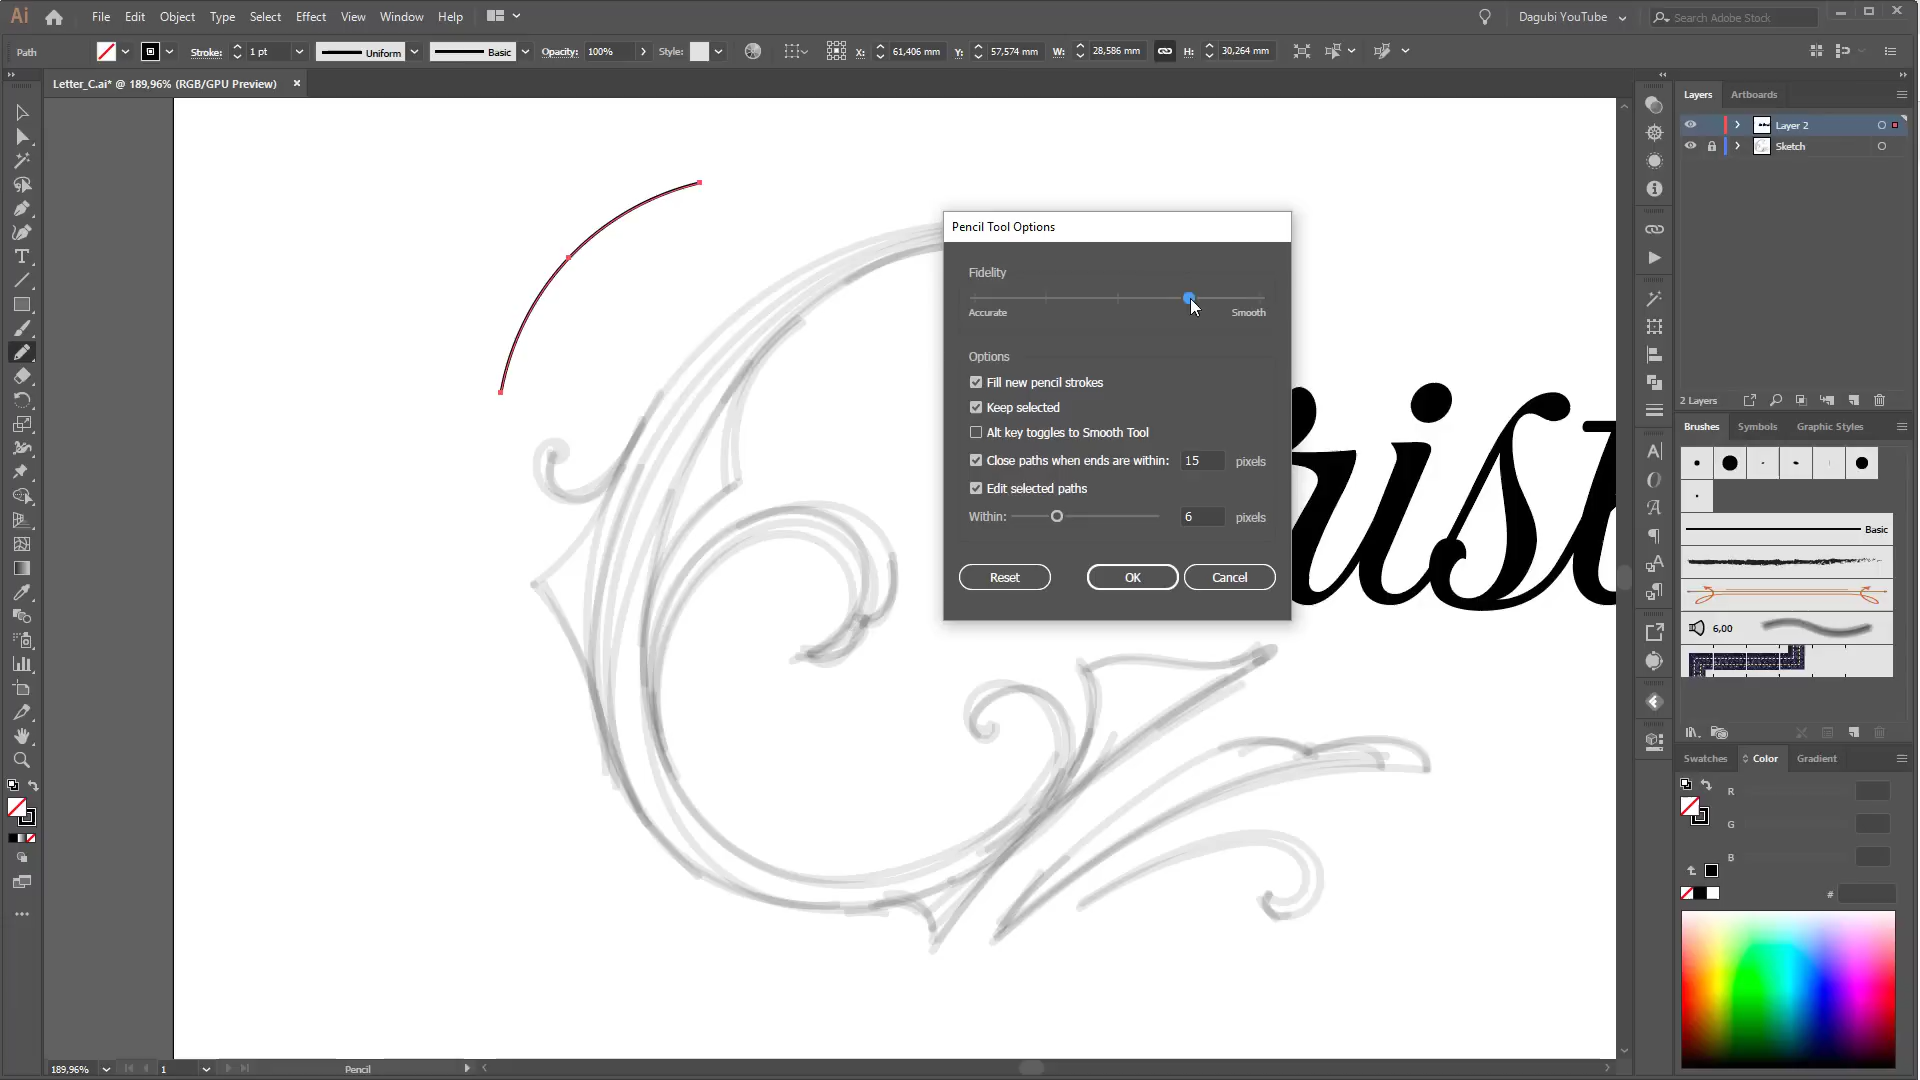 Ai File Edit Object Type Select Effect View Window Help Dagubi YouTube Search Adobe Stock
Path Stroke: 1 pt Uniform Basic Opacity: 100% Style: X: 61,406 mm Y: 57,574 mm W: 28,586 mm H: 30,264 mm
Letter_C.ai* @ 189,96% (RGB/GPU Preview)
Layers Artboards
Layer 2
Sketch
2 Layers
Pencil Tool Options
Fidelity
Accurate Smooth
Options
Fill new pencil strokes
Keep selected
Alt key toggles to Smooth Tool
Close paths when ends are within: 15 pixels
Edit selected paths
Within: 6 pixels
Reset OK Cancel
Brushes Symbols Graphic Styles
Basic
6,00
Swatches Color Gradient
R
G
B
#
189,96% 1 Pencil